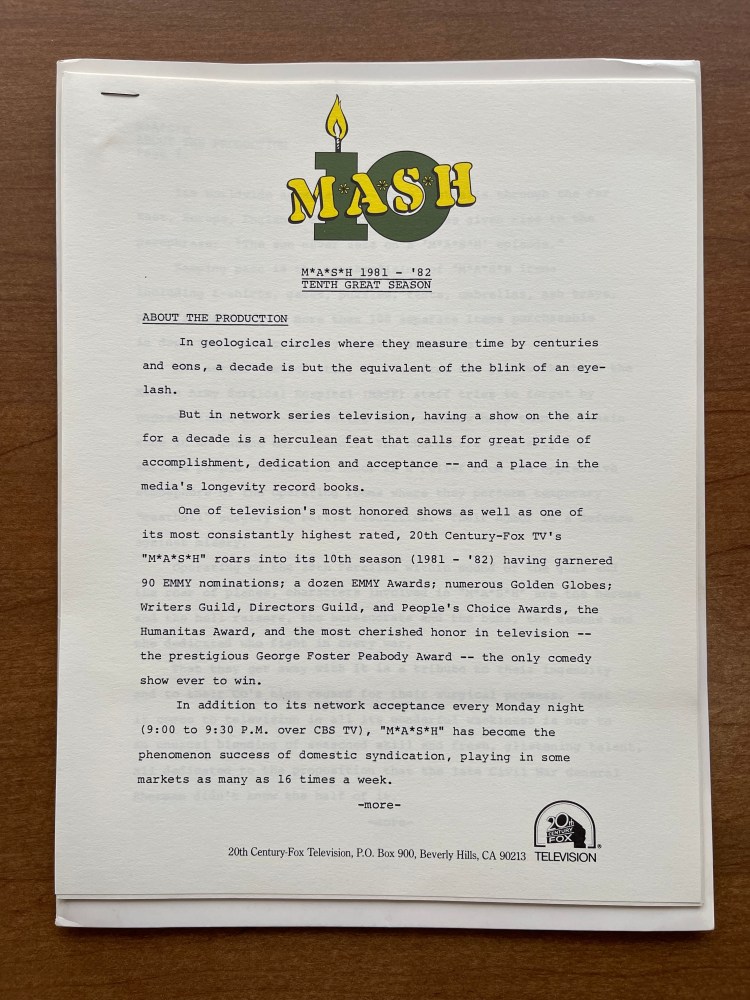 10
M*A*S*H
M*A*S*H 1981 - '82
TENTH GREAT SEASON
ABOUT THE PRODUCTION
In geological circles where they measure time by centuries
and eons, a decade is but the equivalent of the blink of an eye-
lash.
But in network series television, having a show on the air
for a decade is a herculean feat that calls for great pride of
accomplishment, dedication and acceptance -- and a place in the
media's longevity record books.
One of television's most honored shows as well as one of
its most consistently highest rated, 20th Century-Fox TV's
"M*A*S*H" roars into its 10th season (1981 - '82) having garnered
90 EMMY nominations; a dozen EMMY Awards; numerous Golden Globes;
Writers Guild, Directors Guild, and People's Choice Awards, the
Humanitas Award, and the most cherished honor in television --
the prestigious George Foster Peabody Award -- the only comedy
show ever to win.
In addition to its network acceptance every Monday night
(9:00 to 9:30 P.M. over CBS TV), "M*A*S*H" has become the
phenomenon success of domestic syndication, playing in some
markets as many as 16 times a week.
-more-
20th Century-Fox Television, P.O. Box 900, Beverly Hills, CA 90213
20th
CENTURY
FOX
TELEVISION